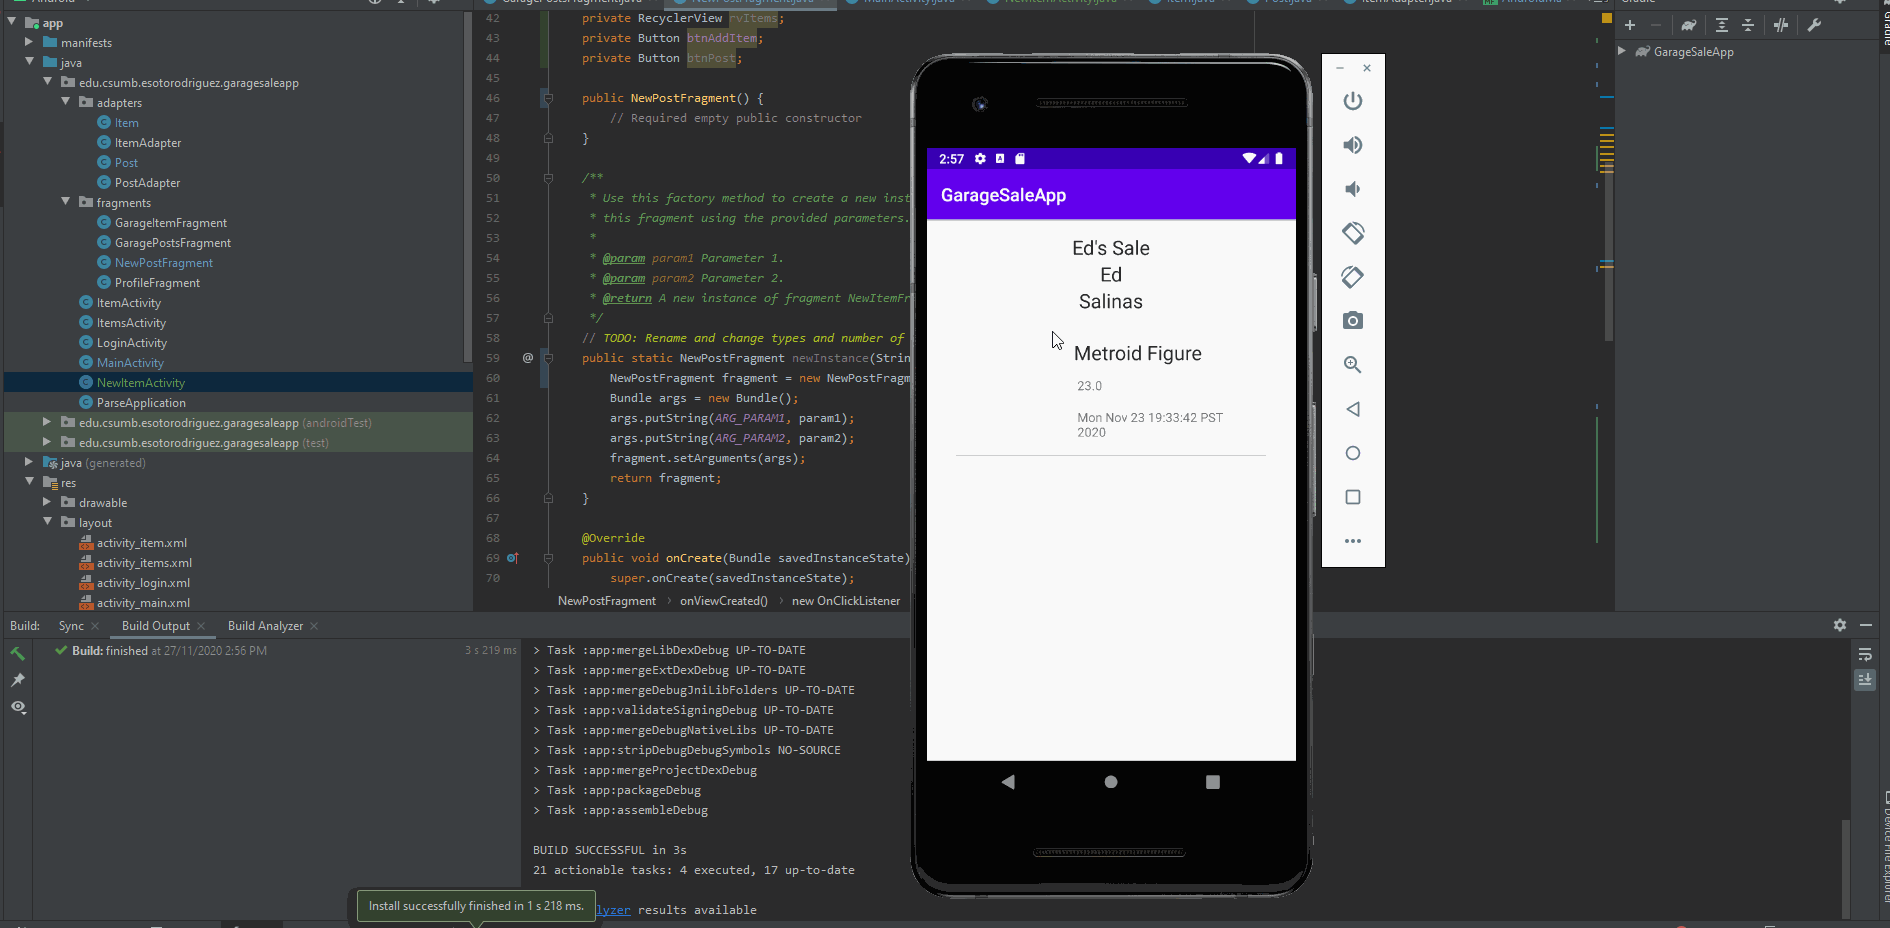 app
manifests
java
edu.csumb.esotorodriguez.garagesaleapp
adapters
Item
ItemAdapter
Post
PostAdapter
fragments
GarageItemFragment
GaragePostsFragment
NewPostFragment
ProfileFragment
ItemActivity
ItemsActivity
LoginActivity
MainActivity
NewItemActivity
ParseApplication
edu.csumb.esotorodriguez.garagesaleapp (androidTest)
edu.csumb.esotorodriguez.garagesaleapp (test)
java (generated)
res
drawable
layout
activity_item.xml
activity_items.xml
activity_login.xml
activity_main.xml
42 private RecyclerView rvItems;
43 private Button btnAddItem;
44 private Button btnPost;
45
46 public NewPostFragment() {
47 // Required empty public constructor
48 }
49
50 /**
51 * Use this factory method to create a new inst
52 * this fragment using the provided parameters.
53 *
54 * @param param1 Parameter 1.
55 * @param param2 Parameter 2.
56 * @return A new instance of fragment NewItemFr
57 */
58 // TODO: Rename and change types and number of
59 @ public static NewPostFragment newInstance(Strin
60 NewPostFragment fragment = new NewPostFragm
61 Bundle args = new Bundle();
62 args.putString(ARG_PARAM1, param1);
63 args.putString(ARG_PARAM2, param2);
64 fragment.setArguments(args);
65 return fragment;
66 }
67
68 @Override
69 public void onCreate(Bundle savedInstanceState)
70 super.onCreate(savedInstanceState);
NewPostFragment › onViewCreated() › new OnClickListener
2:57
GarageSaleApp
Ed's Sale
Ed
Salinas
Metroid Figure
23.0
Mon Nov 23 19:33:42 PST
2020
GarageSaleApp
Gradle
Build: Sync Build Output Build Analyzer
Build: finished at 27/11/2020 2:56 PM 3 s 219 ms
> Task :app:mergeLibDexDebug UP-TO-DATE
> Task :app:mergeExtDexDebug UP-TO-DATE
> Task :app:mergeDebugJniLibFolders UP-TO-DATE
> Task :app:validateSigningDebug UP-TO-DATE
> Task :app:mergeDebugNativeLibs UP-TO-DATE
> Task :app:stripDebugDebugSymbols NO-SOURCE
> Task :app:mergeProjectDexDebug
> Task :app:packageDebug
> Task :app:assembleDebug
BUILD SUCCESSFUL in 3s
21 actionable tasks: 4 executed, 17 up-to-date
lyzer results available
Install successfully finished in 1 s 218 ms.
Device File Explorer